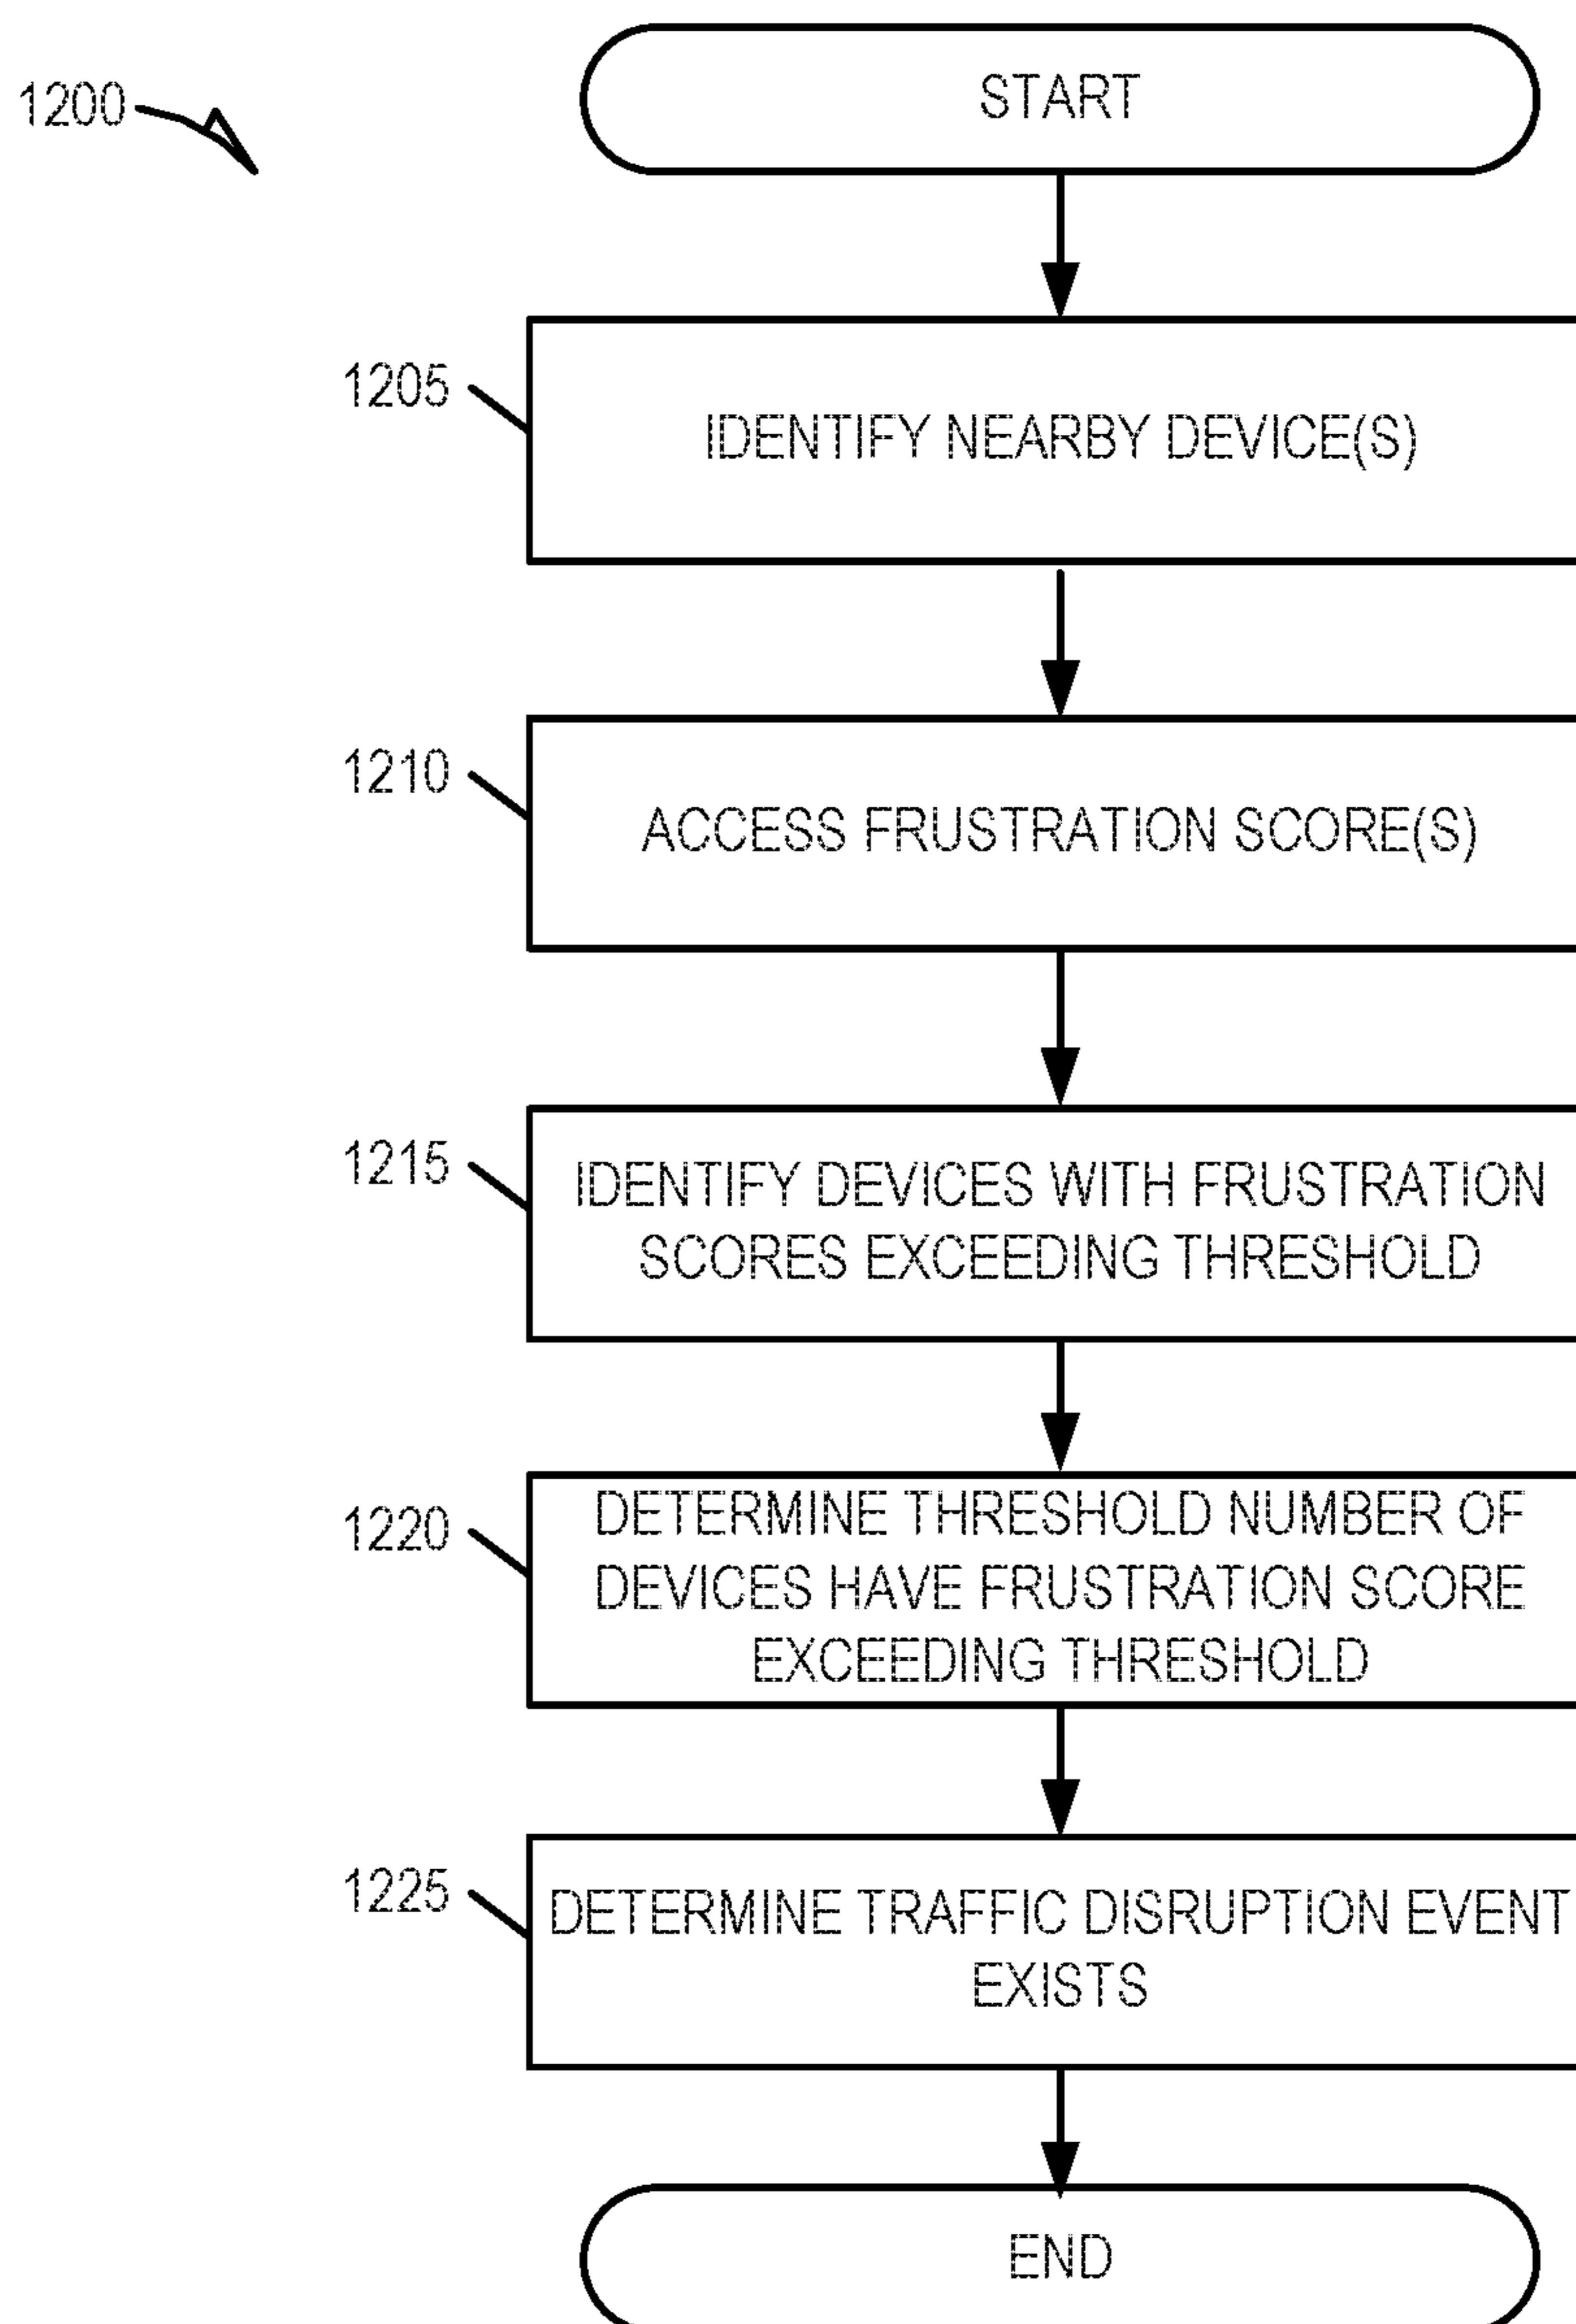 1200
START
1205
IDENTIFY NEARBY DEVICE(S)
1210
ACCESS FRUSTRATION SCORE(S)
1215
IDENTIFY DEVICES WITH FRUSTRATION
SCORES EXCEEDING THRESHOLD
1220
DETERMINE THRESHOLD NUMBER OF
DEVICES HAVE FRUSTRATION SCORE
EXCEEDING THRESHOLD
1225
DETERMINE TRAFFIC DISRUPTION EVENT
EXISTS
END